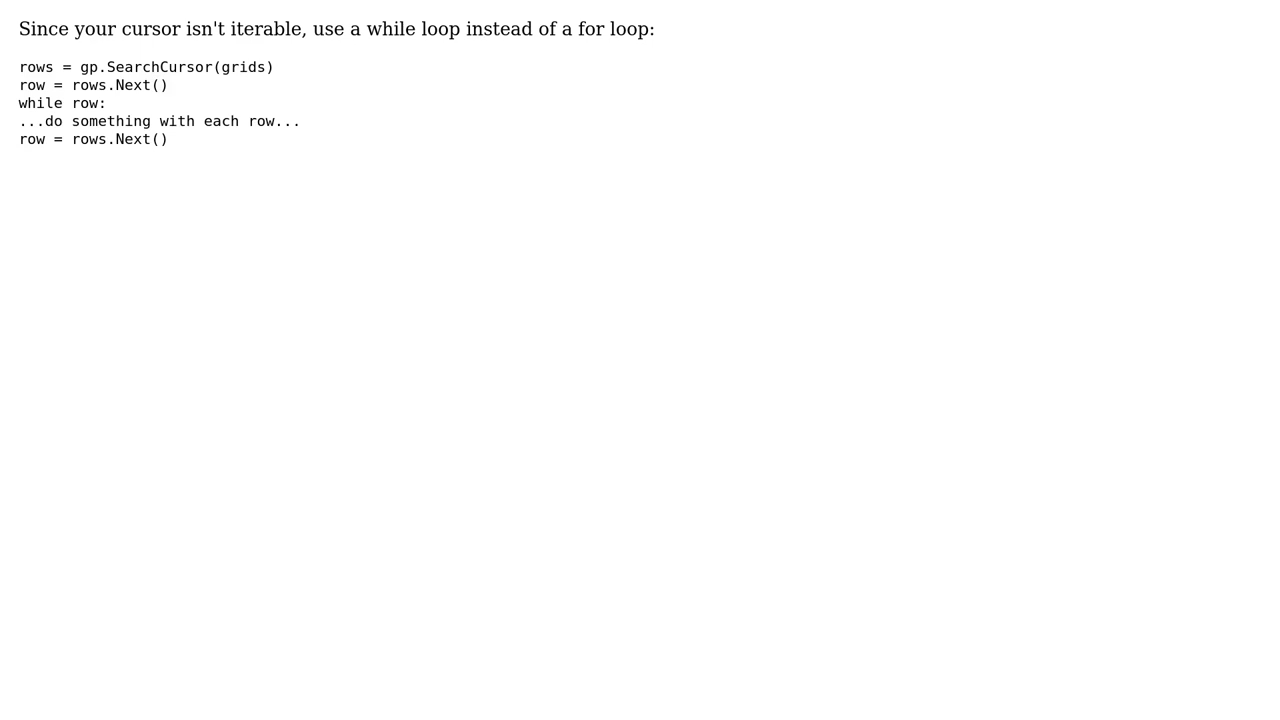 Since your cursor isn't iterable, use a while loop instead of a for loop:
rows = gp.SearchCursor(grids)
row = rows.Next()
while row:
...do something with each row...
row = rows.Next()